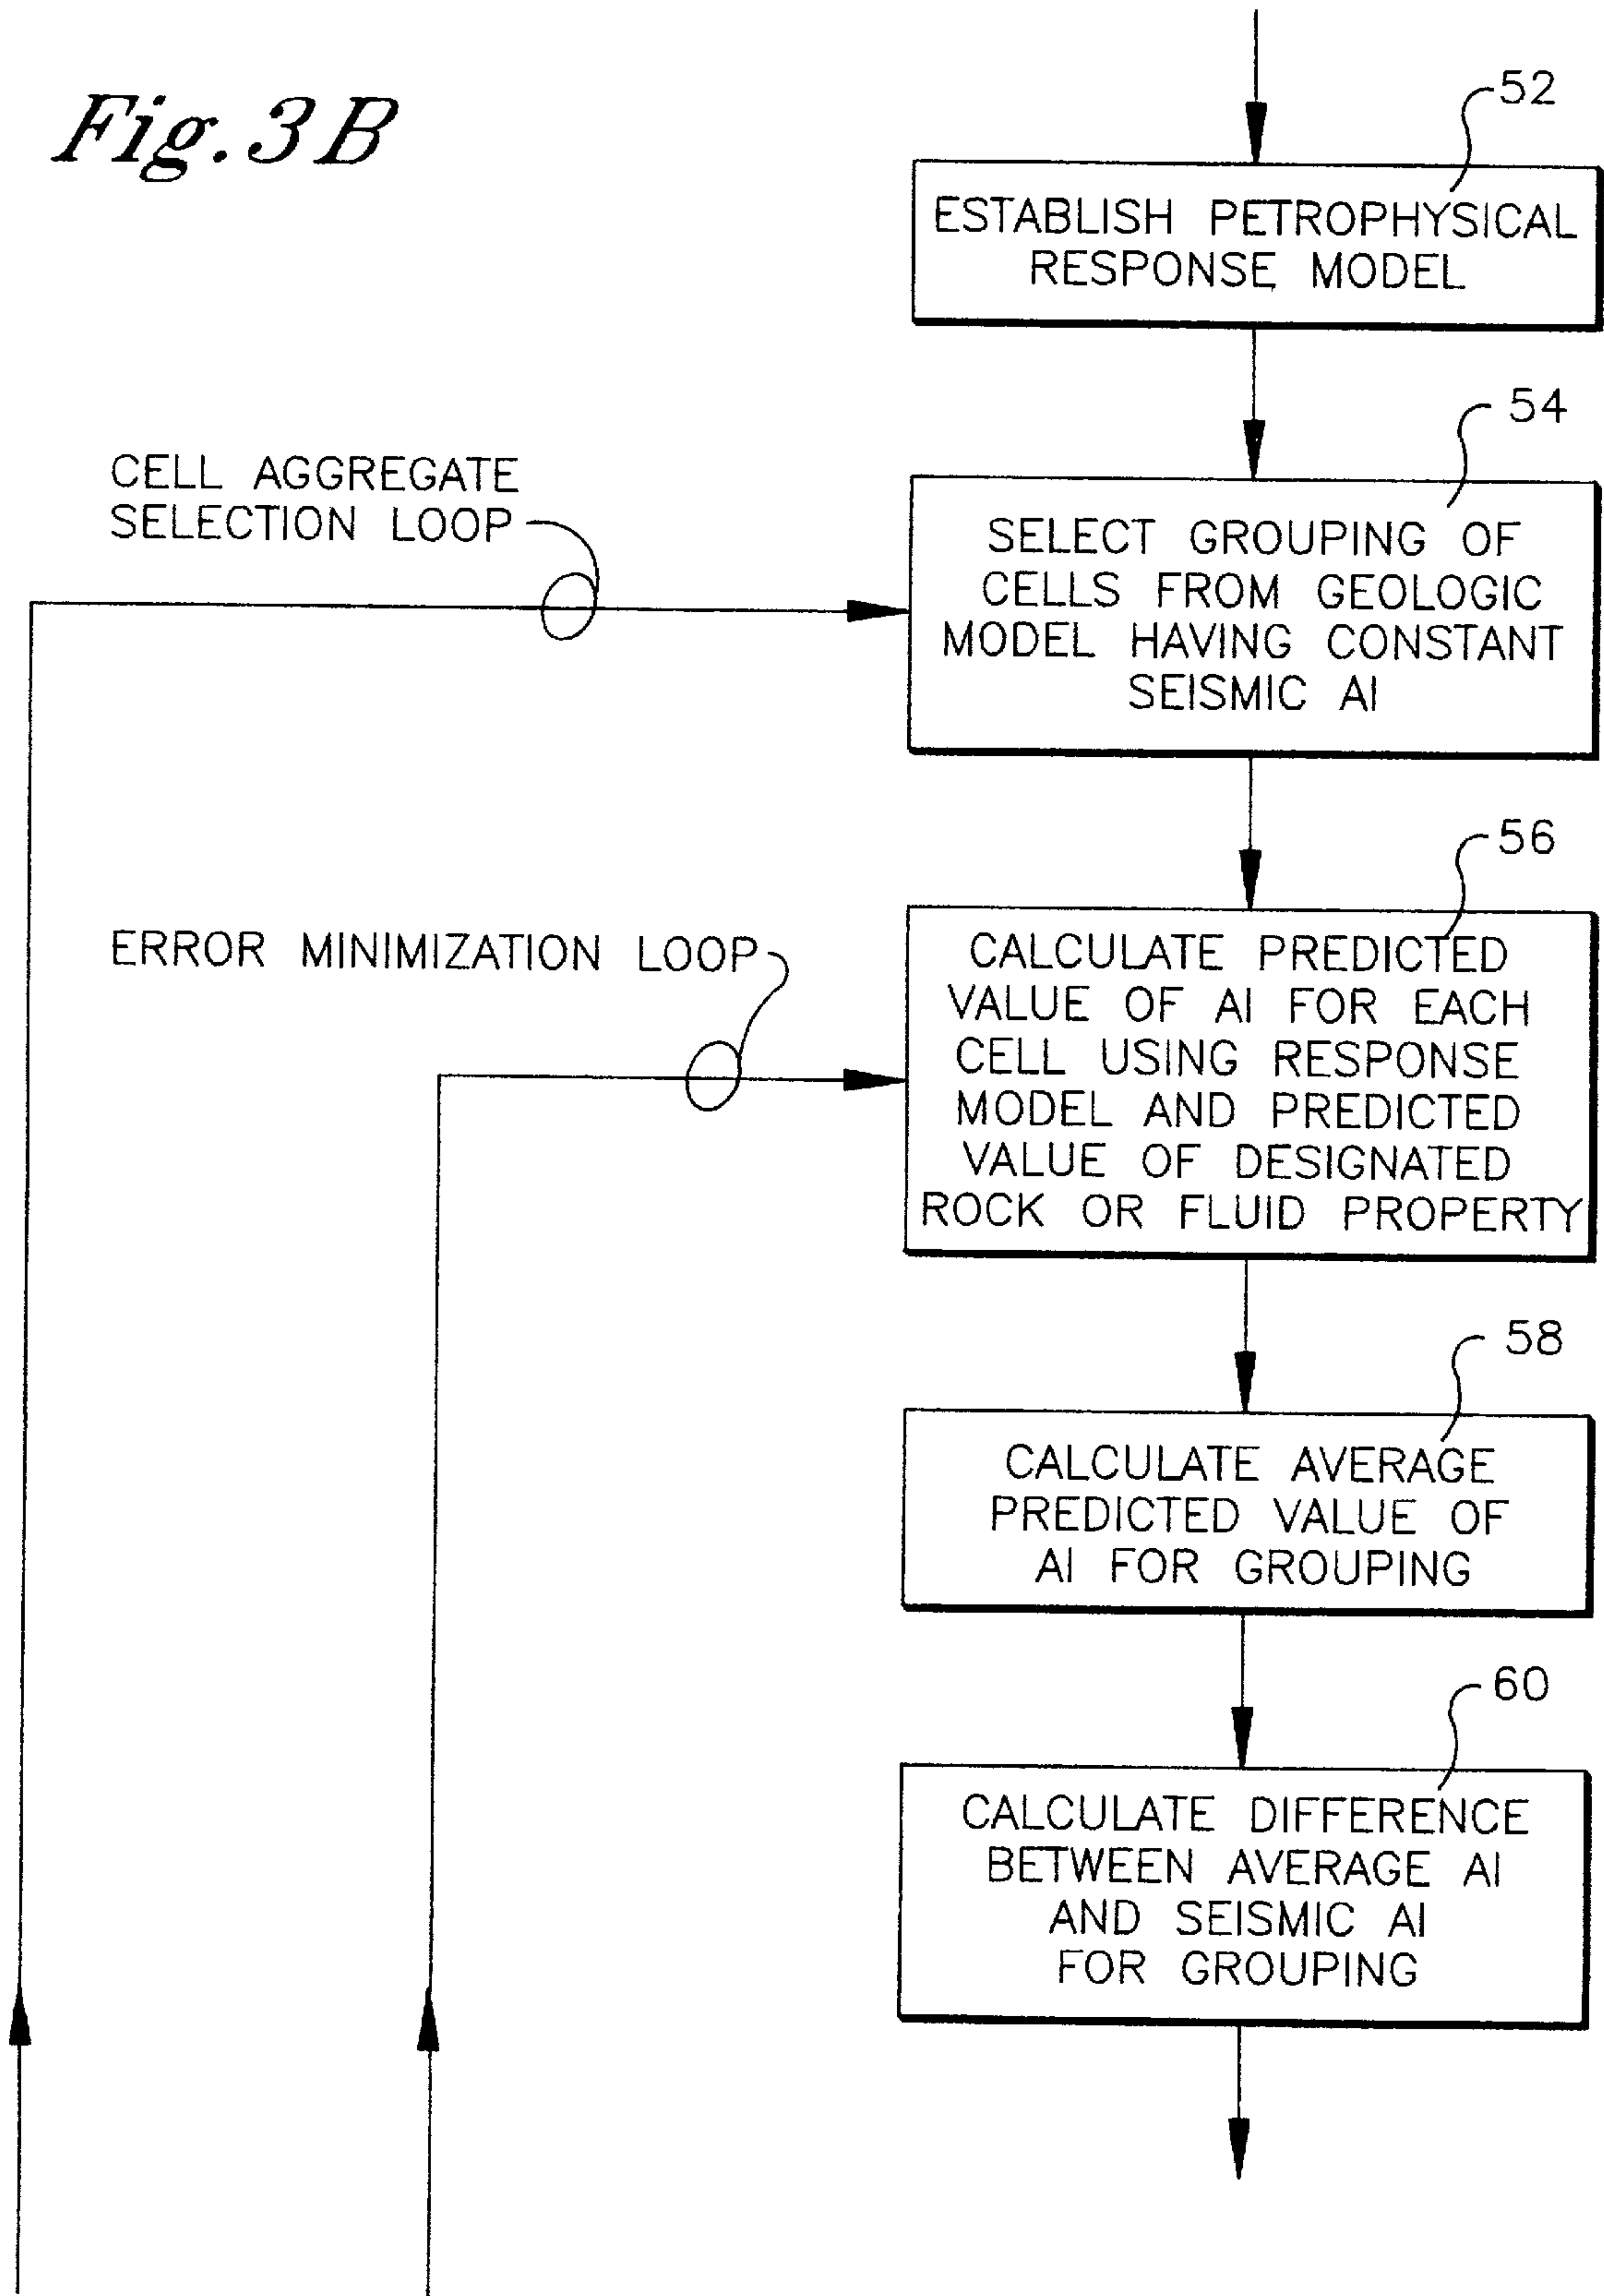 Fig. 3B
52
ESTABLISH PETROPHYSICAL
RESPONSE MODEL
54
CELL AGGREGATE
SELECTION LOOP
SELECT GROUPING OF
CELLS FROM GEOLOGIC
MODEL HAVING CONSTANT
SEISMIC AI
56
ERROR MINIMIZATION LOOP
CALCULATE PREDICTED
VALUE OF AI FOR EACH
CELL USING RESPONSE
MODEL AND PREDICTED
VALUE OF DESIGNATED
ROCK OR FLUID PROPERTY
58
CALCULATE AVERAGE
PREDICTED VALUE OF
AI FOR GROUPING
60
CALCULATE DIFFERENCE
BETWEEN AVERAGE AI
AND SEISMIC AI
FOR GROUPING